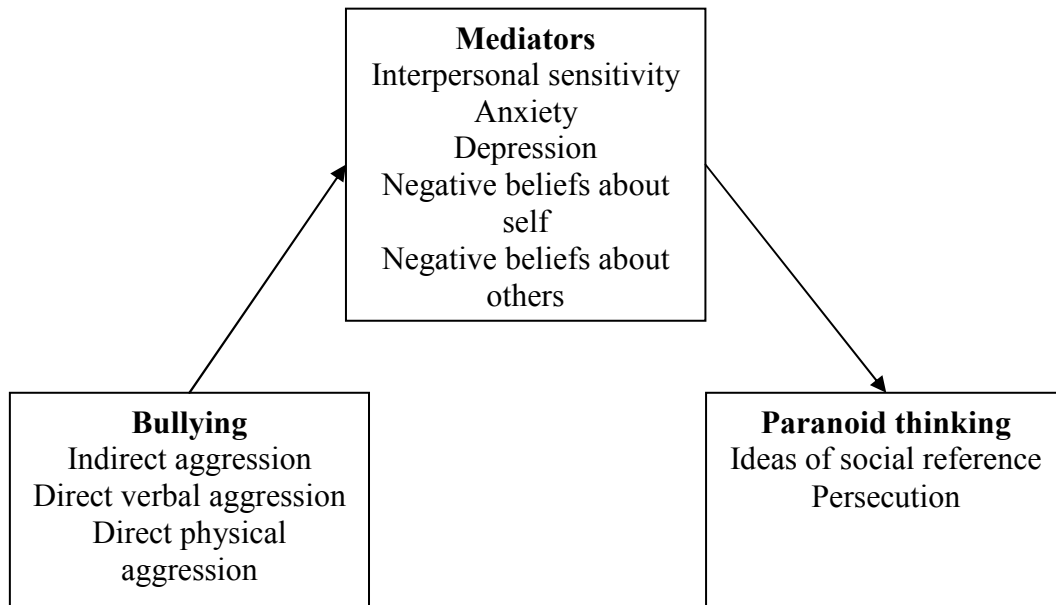 Mediators
Interpersonal sensitivity
Anxiety
Depression
Negative beliefs about
self
Negative beliefs about
others
Bullying
Indirect aggression
Direct verbal aggression
Direct physical
aggression
Paranoid thinking
Ideas of social reference
Persecution